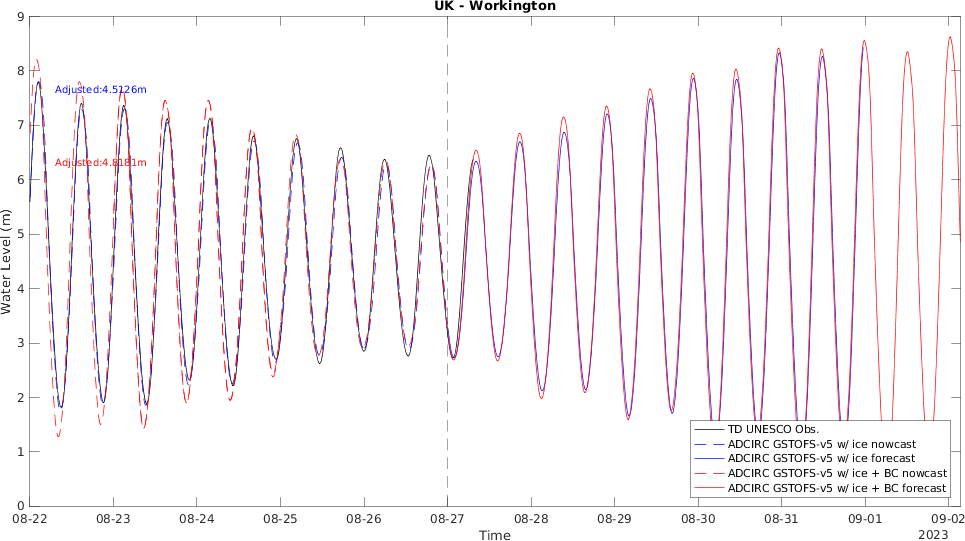 UK - Workington
9
8
7
6
5
4
3
2
1
0
Water Level (m)
Adjusted:4.5126m
Adjusted:4.8181m
TD UNESCO Obs.
ADCIRC GSTOFS-v5 w/ ice nowcast
ADCIRC GSTOFS-v5 w/ ice forecast
ADCIRC GSTOFS-v5 w/ ice + BC nowcast
ADCIRC GSTOFS-v5 w/ ice + BC forecast
08-22 08-23 08-24 08-25 08-26 08-27 08-28 08-29 08-30 08-31 09-01 09-02
Time
2023